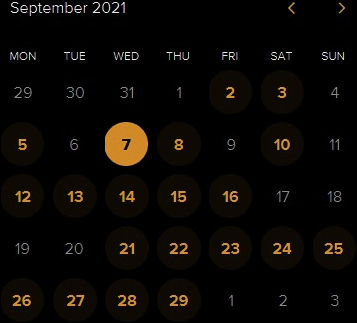 September 2021 < >
MON TUE WED THU FRI SAT SUN
29 30 31 1 2 3 4
5 6 7 8 9 10 11
12 13 14 15 16 17 18
19 20 21 22 23 24 25
26 27 28 29 1 2 3